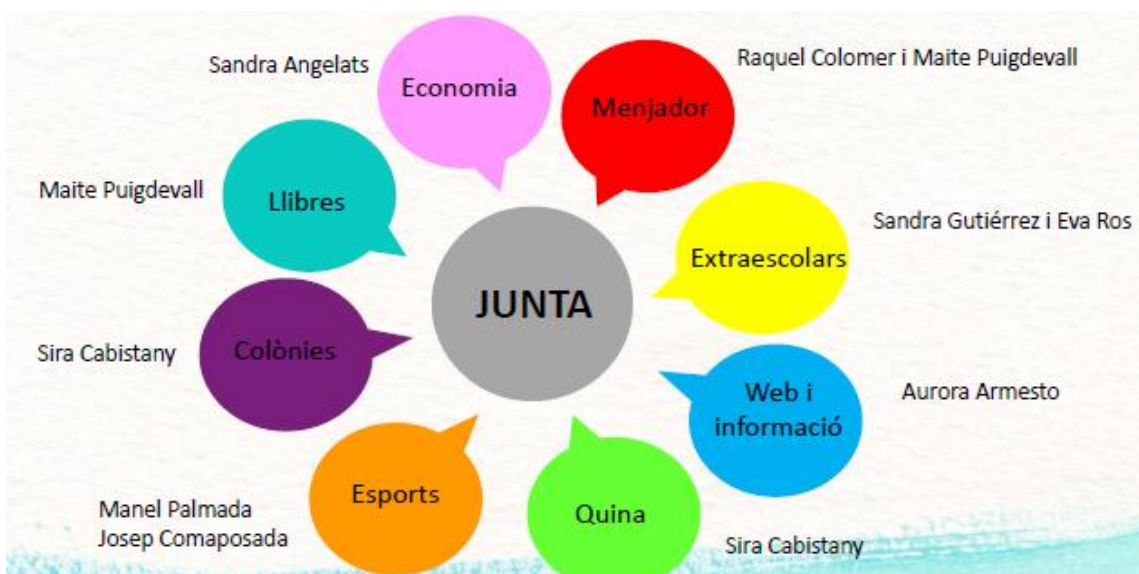 Sandra Angelats
Economia
Raquel Colomer i Maite Puigdevall
Menjador
Maite Puigdevall
Llibres
Sandra Gutiérrez i Eva Ros
Extraescolars
JUNTA
Sira Cabistany
Colònies
Aurora Armesto
Web i
informació
Manel Palmada
Josep Comaposada
Esports
Quina
Sira Cabistany